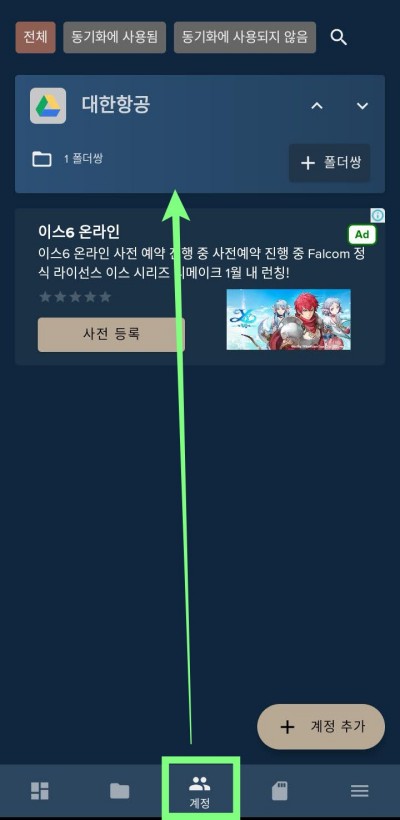 전체
동기화에 사용됨
동기화에 사용되지 않음
대한항공
1 폴더쌍
폴더쌍
이스6 온라인
Ad
이스6 온라인 사전 예약 진행 중 사전예약 진행 중 Falcom 정
식 라이선스 이스 시리즈 리메이크 1월 내 런칭!
사전 등록
계정 추가
계정